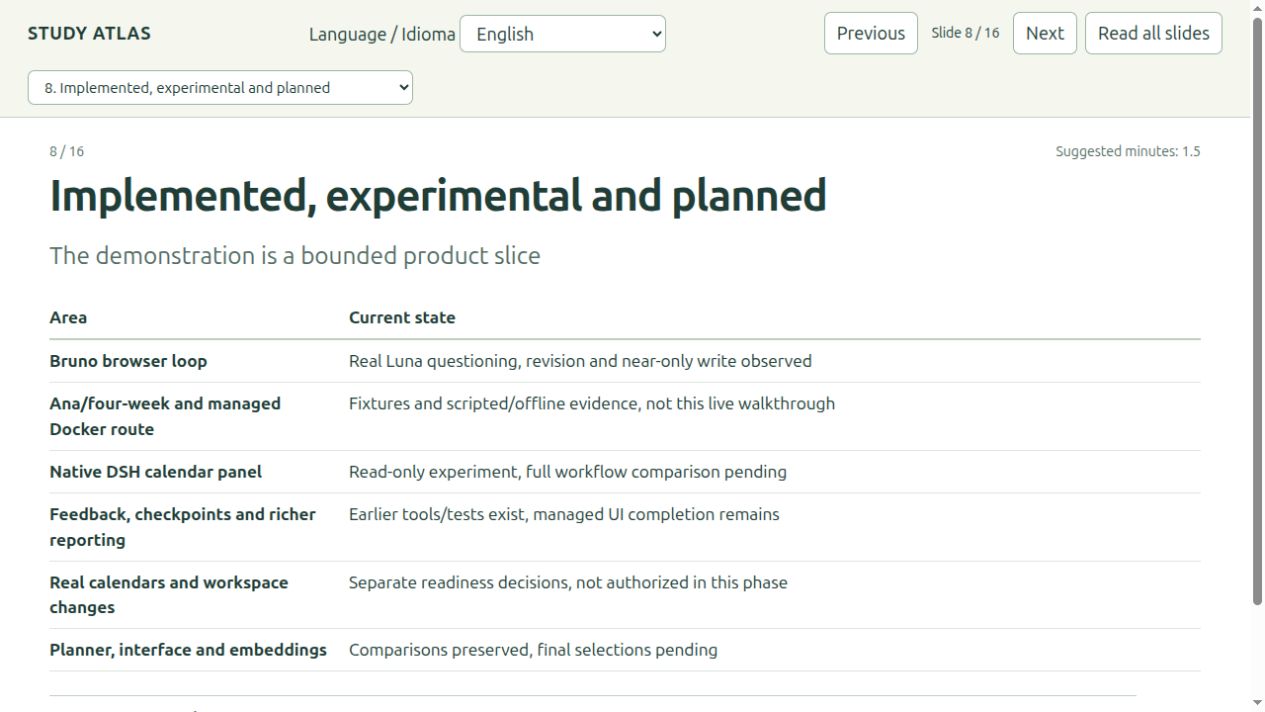 STUDY ATLAS
Language / Idioma English
Previous Slide 8 / 16 Next Read all slides
8. Implemented, experimental and planned
8 / 16
Suggested minutes: 1.5
Implemented, experimental and planned
The demonstration is a bounded product slice
Area Current state
Bruno browser loop Real Luna questioning, revision and near-only write observed
Ana/four-week and managed Fixtures and scripted/offline evidence, not this live walkthrough
Docker route
Native DSH calendar panel Read-only experiment, full workflow comparison pending
Feedback, checkpoints and richer Earlier tools/tests exist, managed UI completion remains
reporting
Real calendars and workspace Separate readiness decisions, not authorized in this phase
changes
Planner, interface and embeddings Comparisons preserved, final selections pending